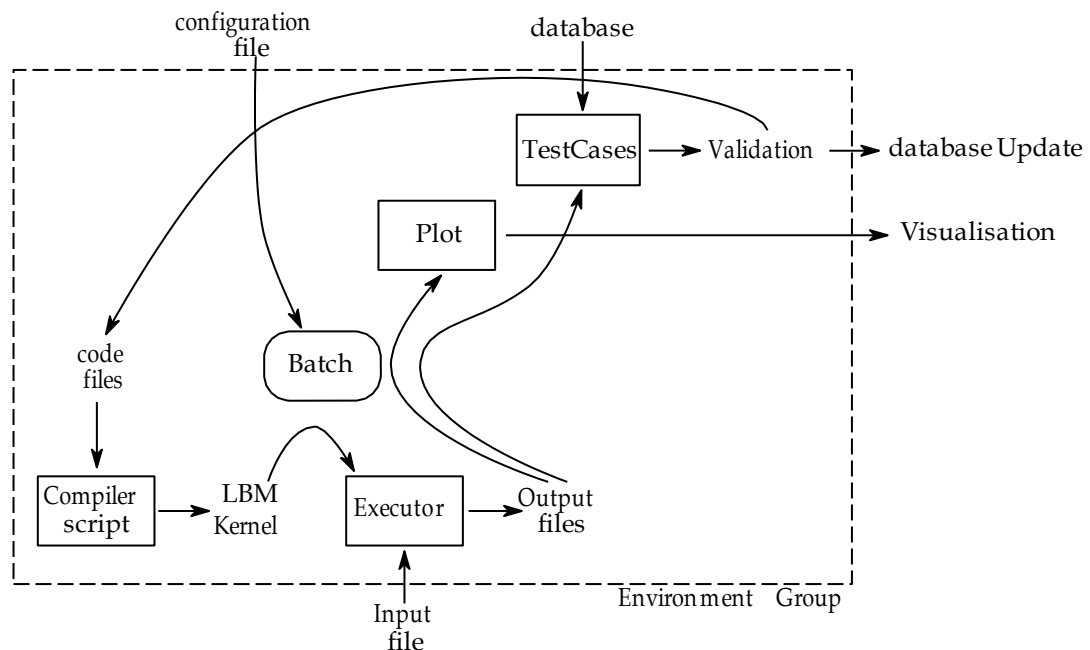 configuration
file
database
TestCases
Validation
database Update
Plot
Visualisation
code
files
Batch
Compiler
script
LBM
Kernel
Executor
Output
files
Environment Group
Input
file